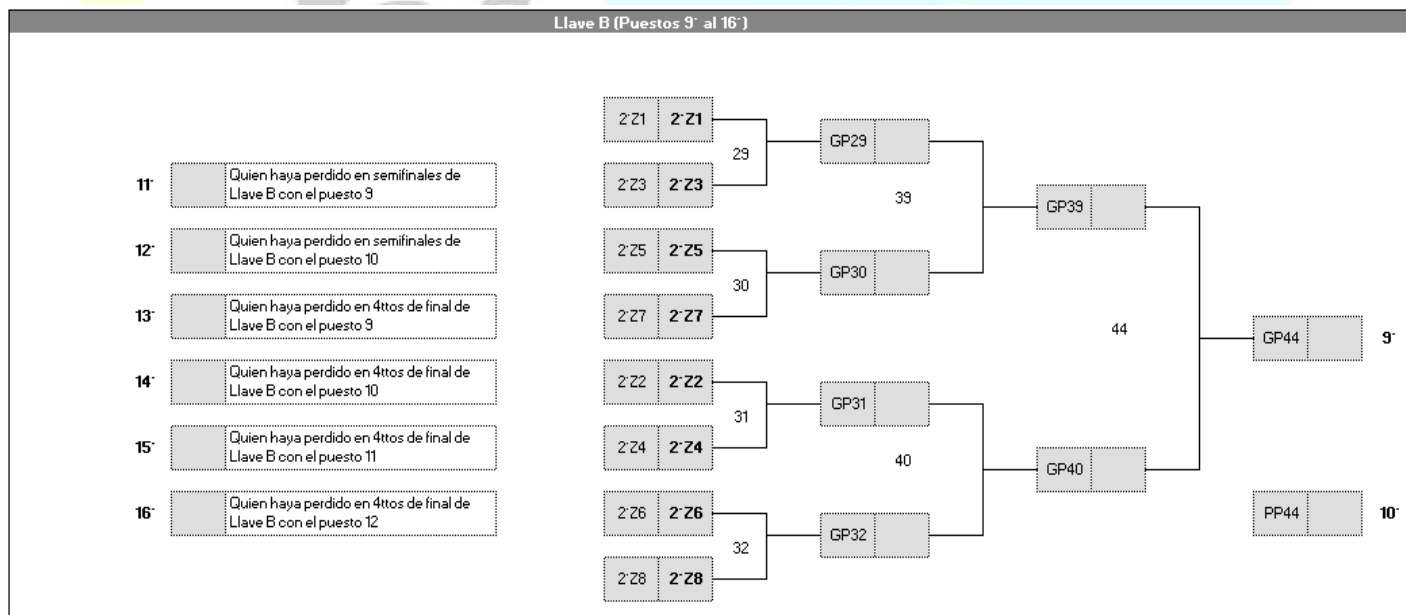 Llave B (Puestos 9° al 16°)
11°
Quien haya perdido en semifinales de
Llave B con el puesto 9
12°
Quien haya perdido en semifinales de
Llave B con el puesto 10
13°
Quien haya perdido en 4ttos de final de
Llave B con el puesto 9
14°
Quien haya perdido en 4ttos de final de
Llave B con el puesto 10
15°
Quien haya perdido en 4ttos de final de
Llave B con el puesto 11
16°
Quien haya perdido en 4ttos de final de
Llave B con el puesto 12
2°Z1 2°Z1
29
2°Z3 2°Z3
2°Z5 2°Z5
30
2°Z7 2°Z7
2°Z2 2°Z2
31
2°Z4 2°Z4
2°Z6 2°Z6
32
2°Z8 2°Z8
GP29
39
GP30
GP31
40
GP32
GP39
44
GP40
GP44 9°
PP44 10°